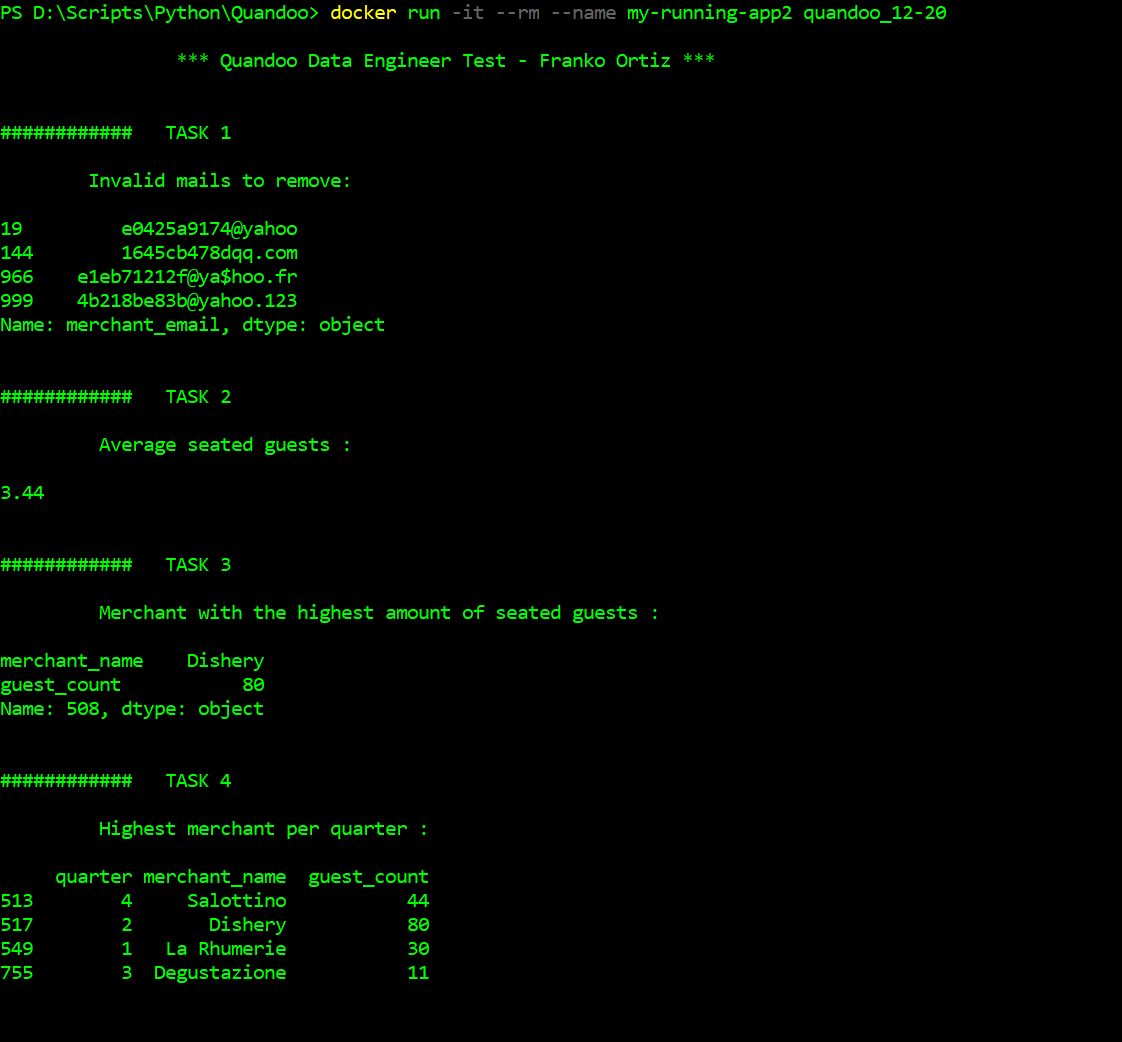 PS D:\Scripts\Python\Quandoo> docker run -it --rm --name my-running-app2 quandoo_12-20
*** Quandoo Data Engineer Test - Franko Ortiz ***
############   TASK 1
Invalid mails to remove:
19         e0425a9174@yahoo
144        1645cb478dqq.com
966    e1eb71212f@ya$hoo.fr
999    4b218be83b@yahoo.123
Name: merchant_email, dtype: object
############   TASK 2
Average seated guests :
3.44
############   TASK 3
Merchant with the highest amount of seated guests :
merchant_name    Dishery
guest_count           80
Name: 508, dtype: object
############   TASK 4
Highest merchant per quarter :
     quarter merchant_name  guest_count
513        4     Salottino           44
517        2       Dishery           80
549        1   La Rhumerie           30
755        3  Degustazione           11